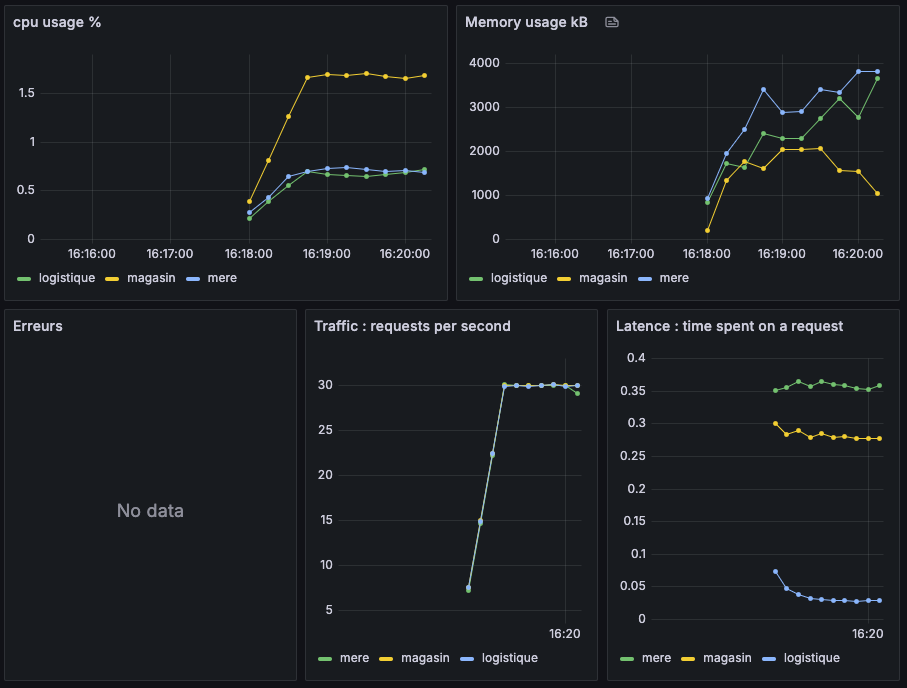 cpu usage %
1.5
1
0.5
0
16:16:00 16:17:00 16:18:00 16:19:00 16:20:00
logistique magasin mere
Memory usage kB
4000
3000
2000
1000
0
16:16:00 16:17:00 16:18:00 16:19:00 16:20:00
logistique magasin mere
Erreurs
No data
Traffic : requests per second
30
25
20
15
10
5
16:20
mere magasin logistique
Latence : time spent on a request
0.4
0.35
0.3
0.25
0.2
0.15
0.1
0.05
0
16:20
mere magasin logistique